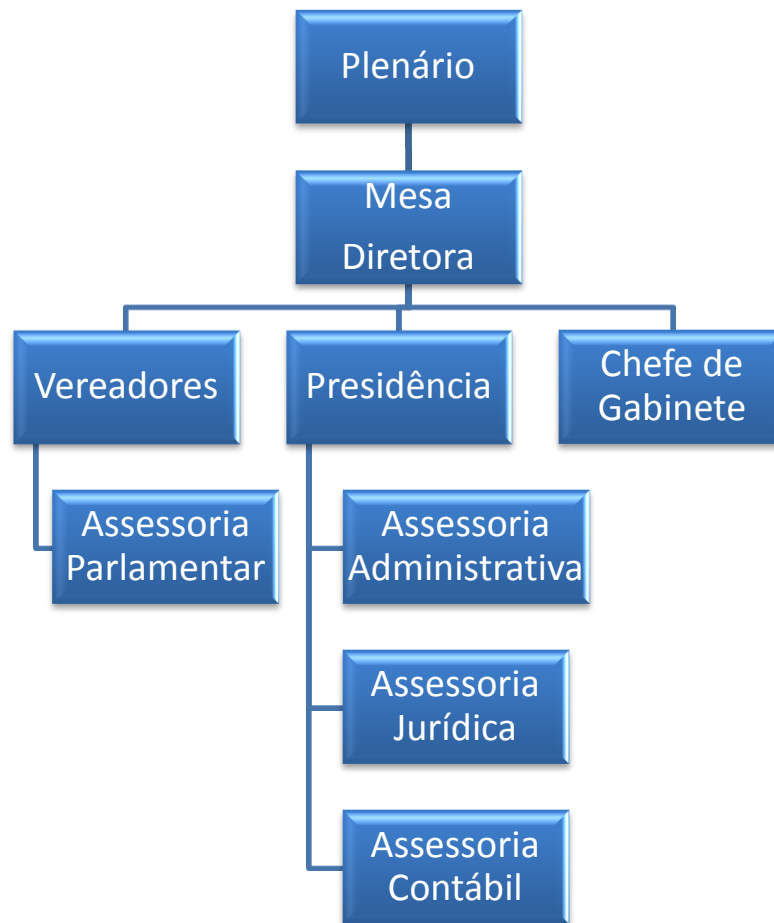 Plenário
Mesa
Diretora
Vereadores
Presidência
Chefe de
Gabinete
Assessoria
Parlamentar
Assessoria
Administrativa
Assessoria
Jurídica
Assessoria
Contábil